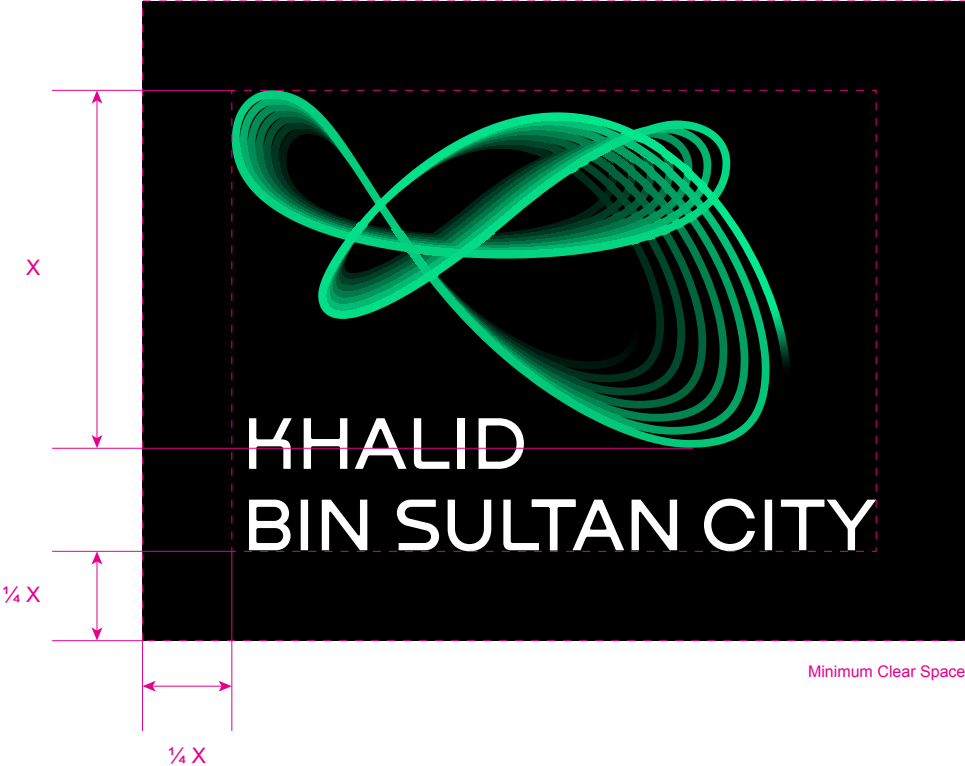 X
KHALID
BIN SULTAN CITY
¼ X
Minimum Clear Space
¼ X